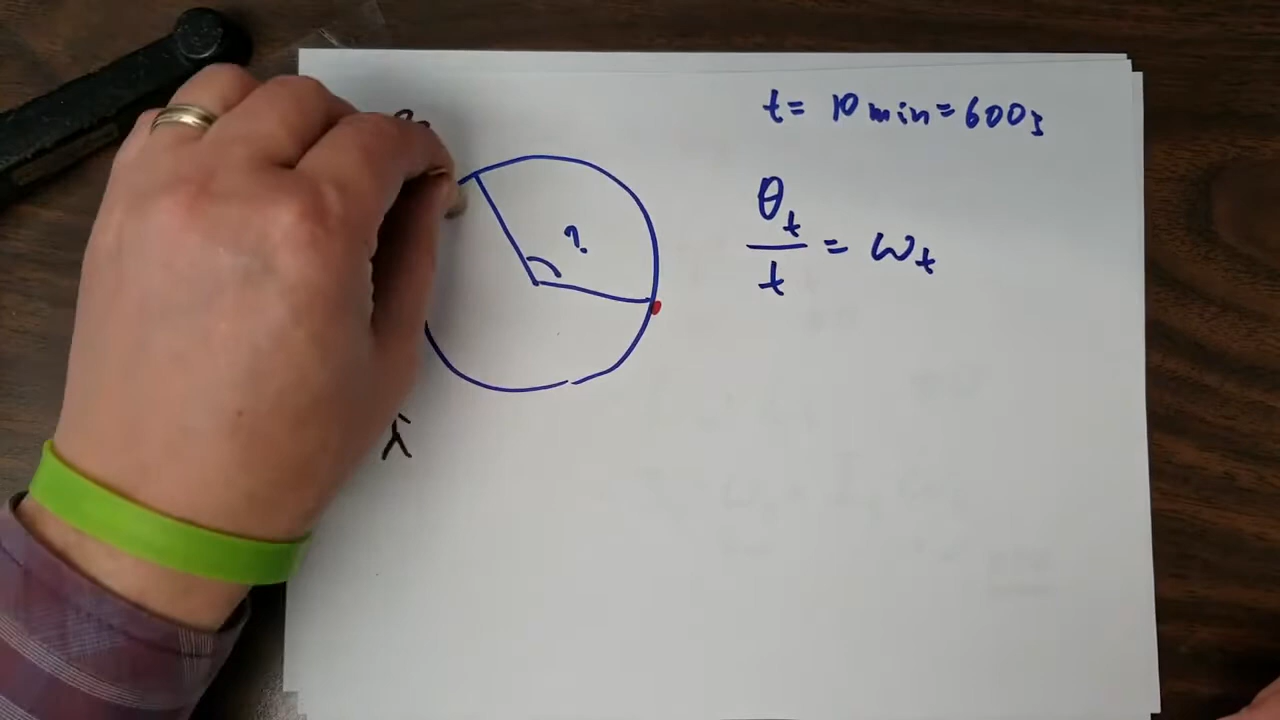 t = 10 min = 600s
θt/t = ωt
?